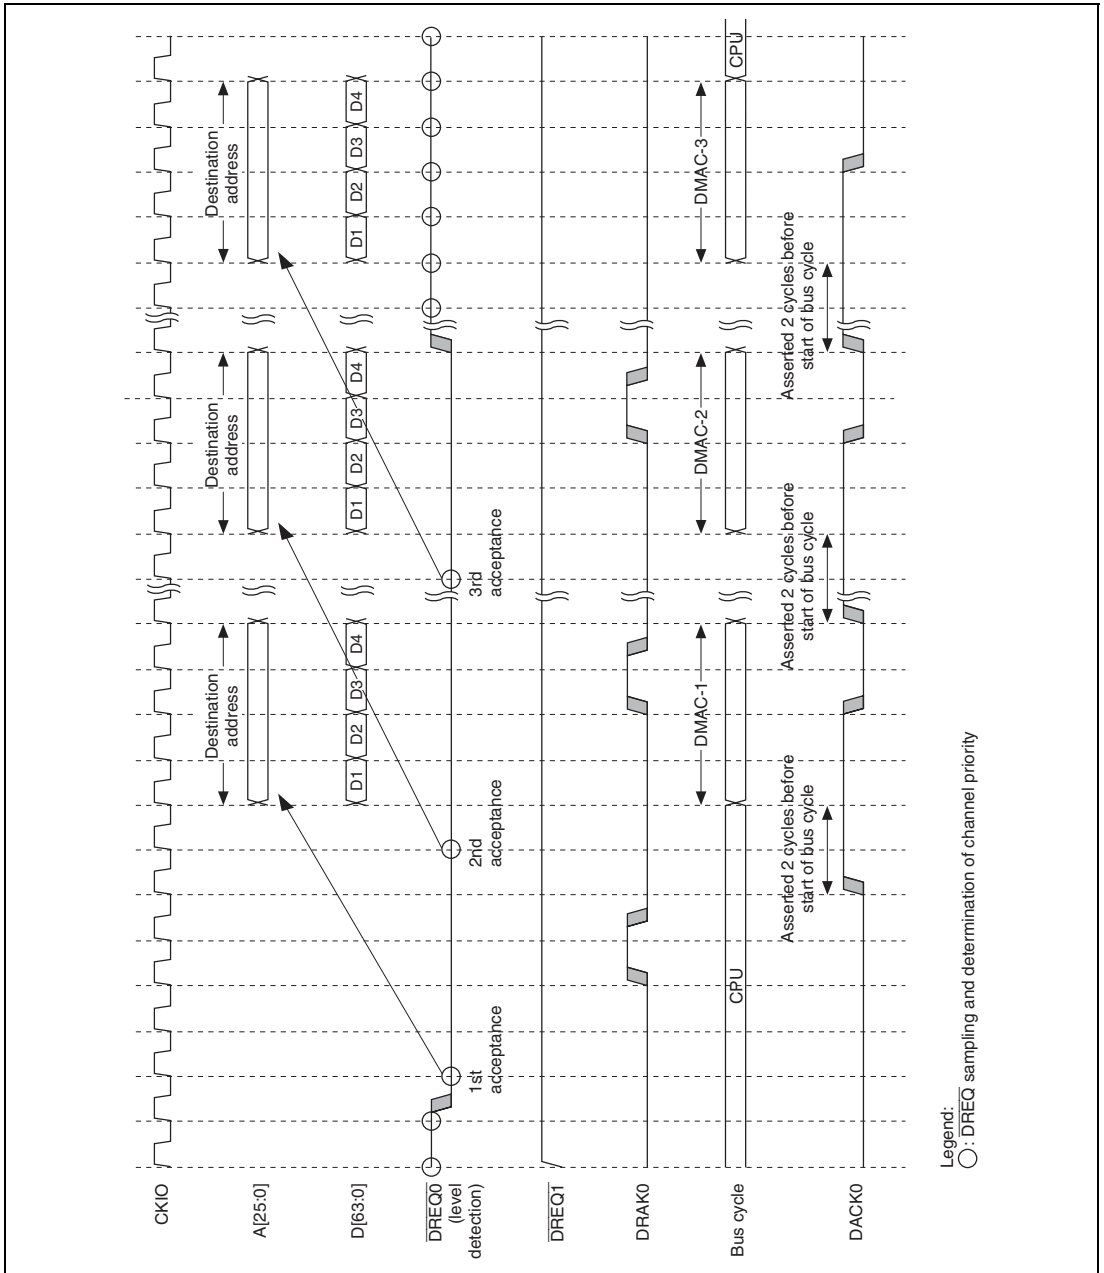 CKIO
A[25:0]
Destination
address
Destination
address
Destination
address
D[63:0]
D1 D2 D3 D4
D1 D2 D3 D4
D1 D2 D3 D4
DREQ0
(level
detection)
1st
acceptance
2nd
acceptance
3rd
acceptance
DREQ1
DRAK0
Bus cycle
CPU
DMAC-1
DMAC-2
DMAC-3
CPU
DACK0
Asserted 2 cycles before
start of bus cycle
Asserted 2 cycles before
start of bus cycle
Asserted 2 cycles before
start of bus cycle
Legend:
: DREQ sampling and determination of channel priority